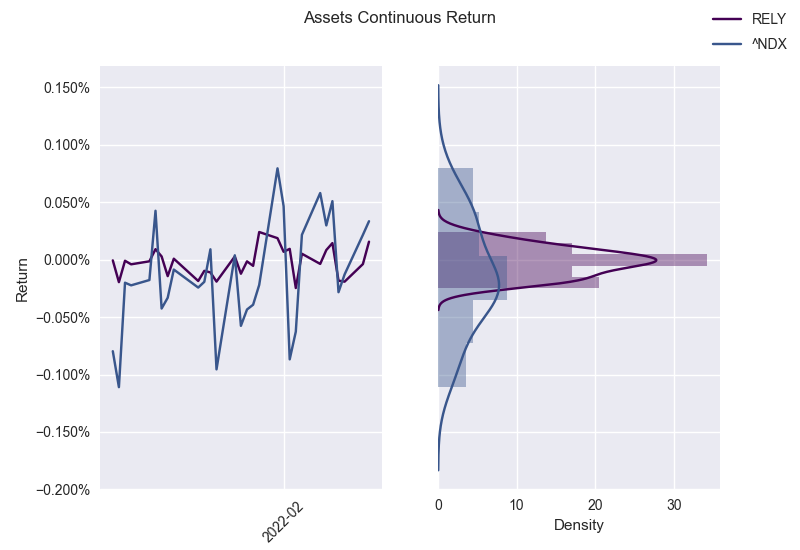 Assets Continuous Return
RELY
^NDX
0.150%
0.100%
0.050%
0.000%
−0.050%
−0.100%
−0.150%
−0.200%
Return
2022-02
0 10 20 30
Density